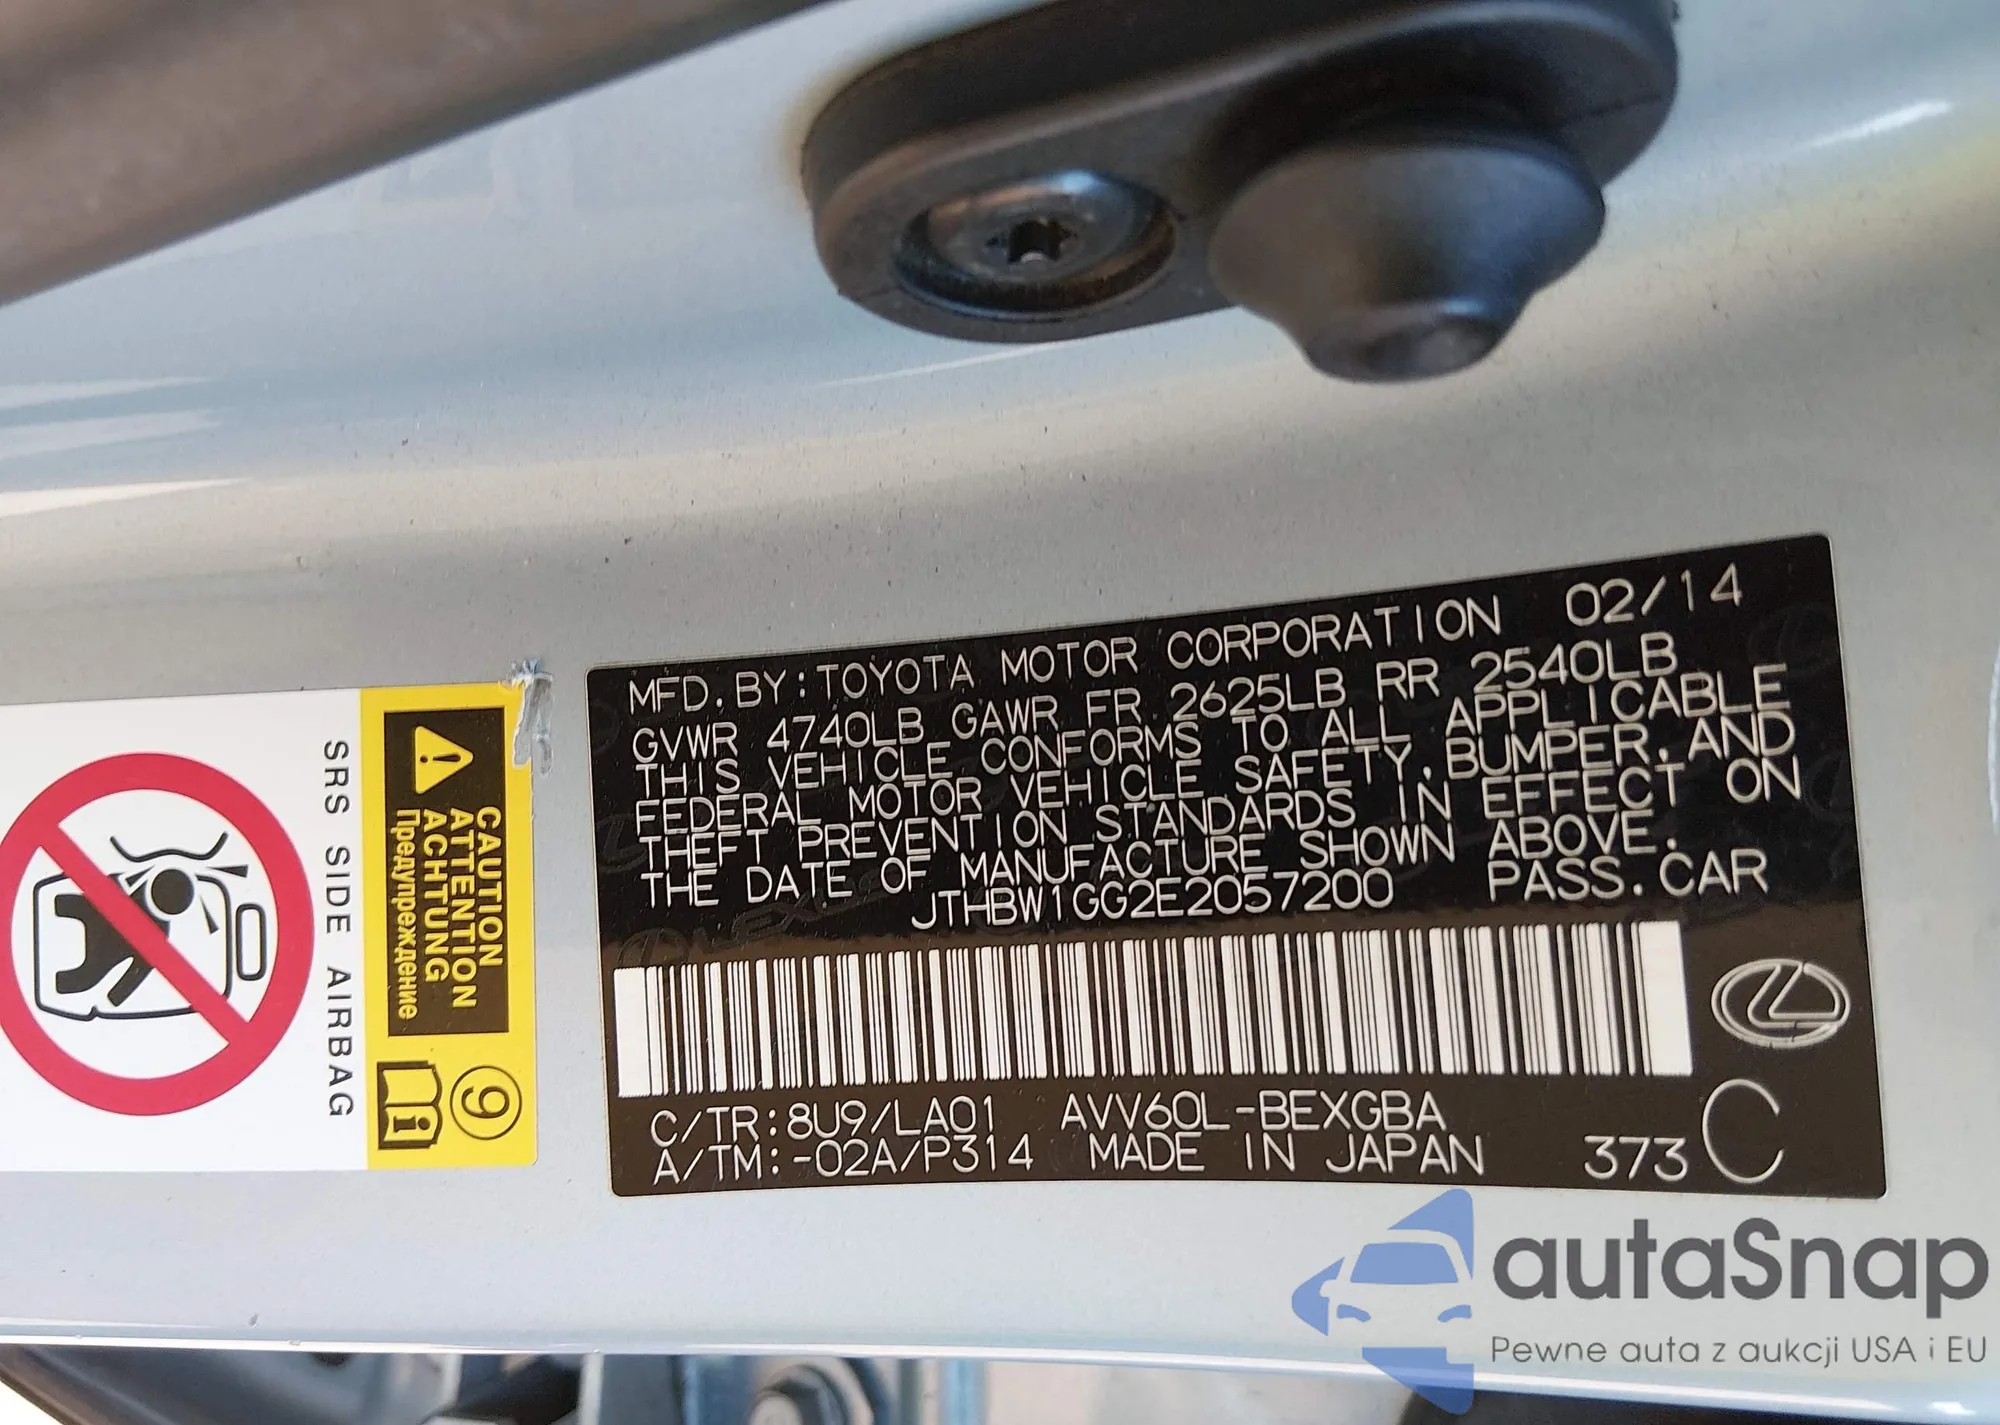 MFD. BY: TOYOTA MOTOR CORPORATION 02/14
GVWR 4740LB GAWR FR 2625LB RR 2540LB
THIS VEHICLE CONFORMS TO ALL APPLICABLE
FEDERAL MOTOR VEHICLE SAFETY, BUMPER, AND
THEFT PREVENTION STANDARDS IN EFFECT ON
THE DATE OF MANUFACTURE SHOWN ABOVE.
JTHBW1GG2E2057200 PASS. CAR
C/TR: 8U9/LA01 AVV60L-BEXGBA
A/TM: -02A/P314 MADE IN JAPAN 373 C
SRS SIDE AIRBAG
CAUTION
ATTENTION
ACHTUNG
Предупреждение
9
i
autaSnap
Pewne auta z aukcji USA i EU